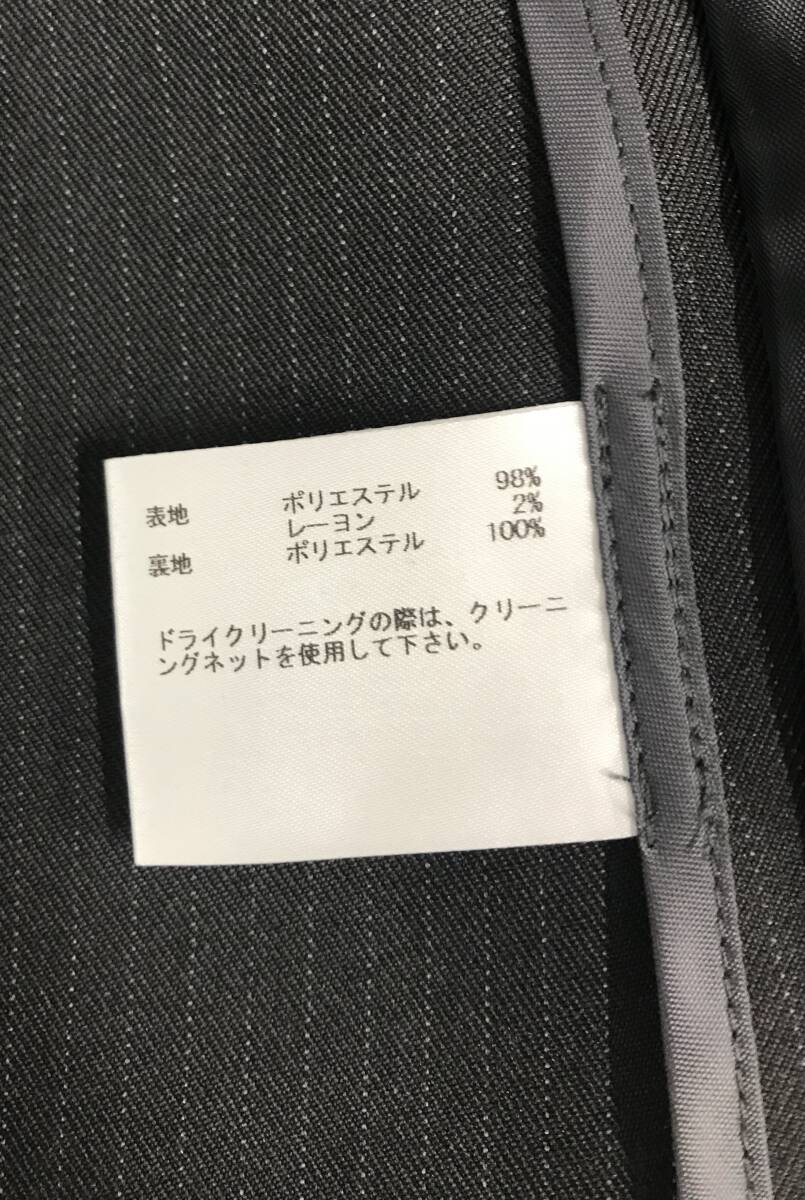 表地 ポリエステル 98%
レーヨン 2%
裏地 ポリエステル 100%
ドライクリーニングの際は、クリーニ
ングネットを使用して下さい。